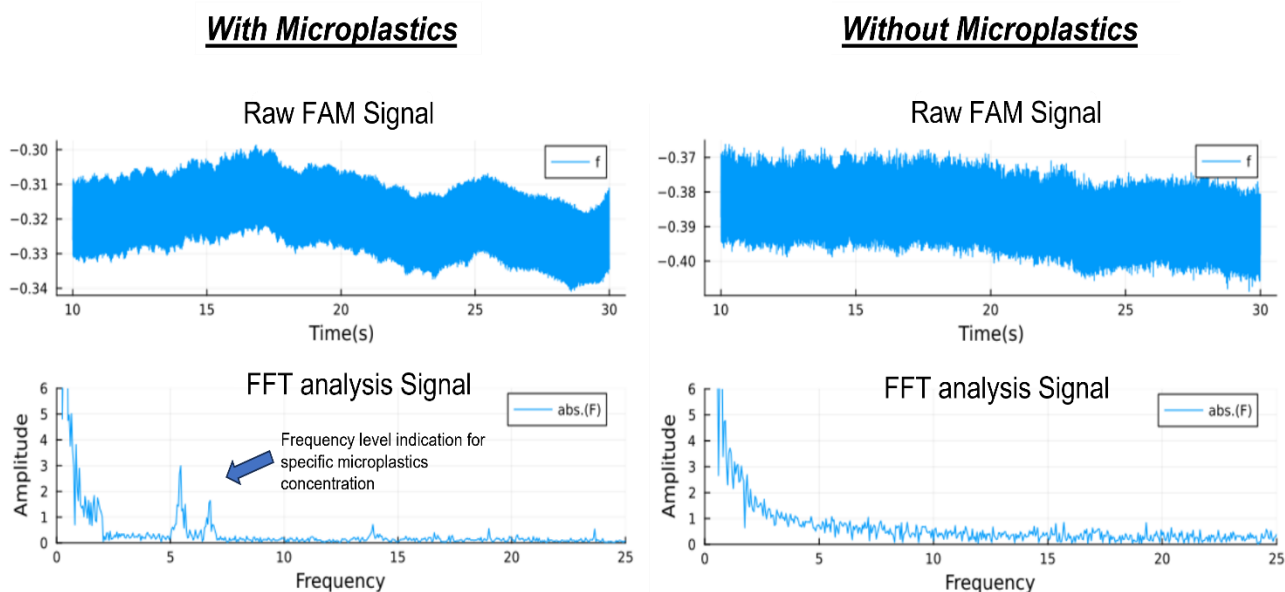 With Microplastics
Raw FAM Signal
f
−0.30
−0.31
−0.32
−0.33
−0.34
10
15
20
25
30
Time(s)
FFT analysis Signal
abs.(F)
Frequency level indication for
specific microplastics
concentration
Amplitude
6
5
4
3
2
1
0
0
5
10
15
20
25
Frequency
Without Microplastics
Raw FAM Signal
f
−0.37
−0.38
−0.39
−0.40
10
15
20
25
30
Time(s)
FFT analysis Signal
abs.(F)
Amplitude
6
5
4
3
2
1
0
0
5
10
15
20
25
Frequency